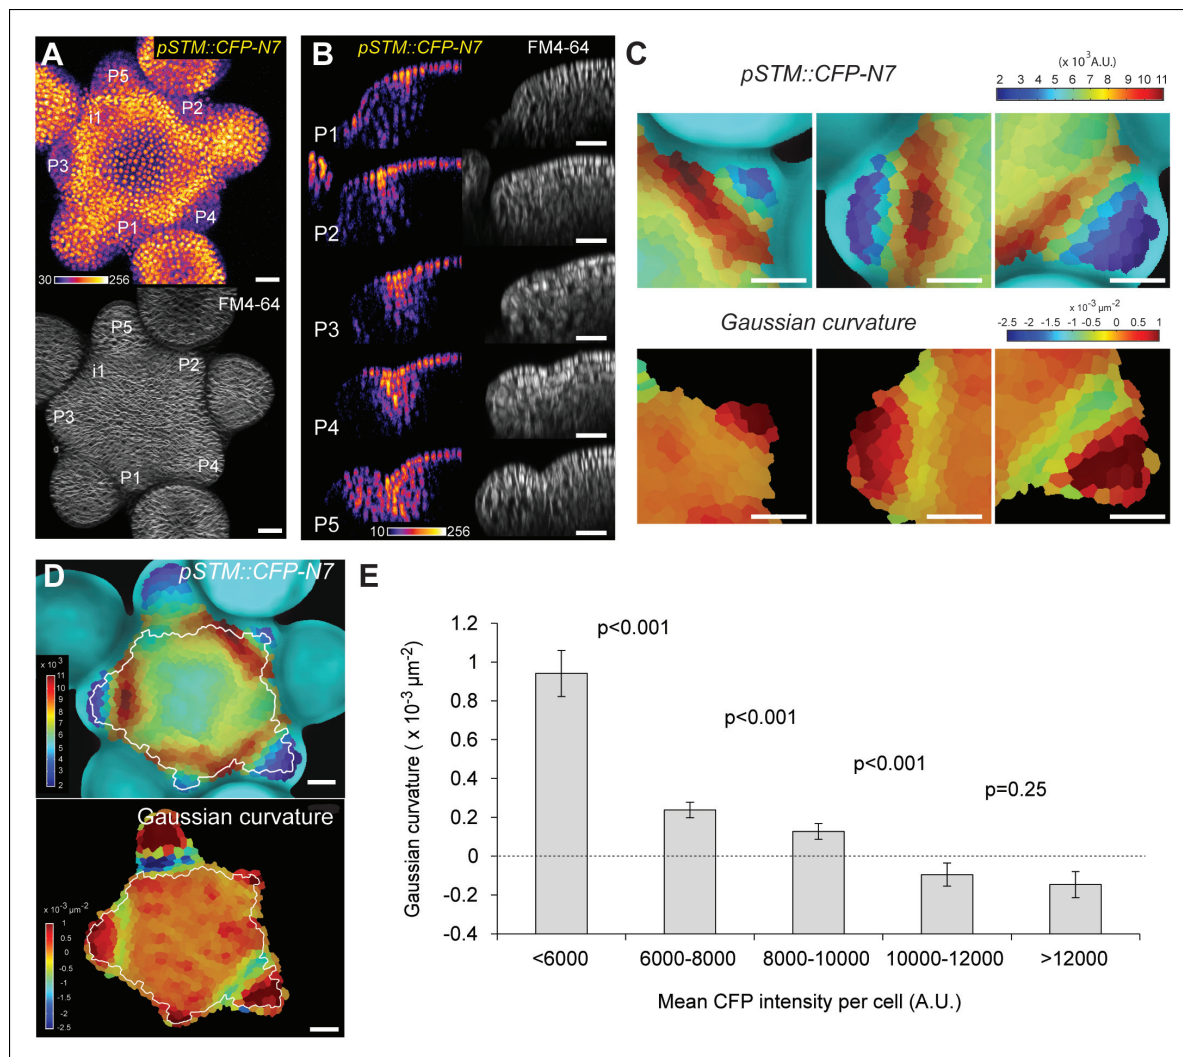 A
pSTM::CFP-N7
P5
P2
i1
P3
P1
P4
30
256
FM4-64
P5
P2
i1
P3
P1
P4
B
pSTM::CFP-N7
FM4-64
P1
P2
P3
P4
P5
10
256
C
pSTM::CFP-N7
(x 10³A.U.)
2 3 4 5 6 7 8 9 10 11
Gaussian curvature
x 10⁻³ µm⁻²
-2.5 -2 -1.5 -1 -0.5 0 0.5 1
D
pSTM::CFP-N7
x 10³
11
10
9
8
7
6
5
4
3
2
Gaussian curvature
x 10⁻³ µm⁻²
1
0.5
0
-0.5
-1
-1.5
-2
-2.5
E
Gaussian curvature ( x 10⁻³ µm⁻²)
1.2
1
0.8
0.6
0.4
0.2
0
-0.2
-0.4
p<0.001
p<0.001
p<0.001
p=0.25
<6000 6000-8000 8000-10000 10000-12000 >12000
Mean CFP intensity per cell (A.U.)